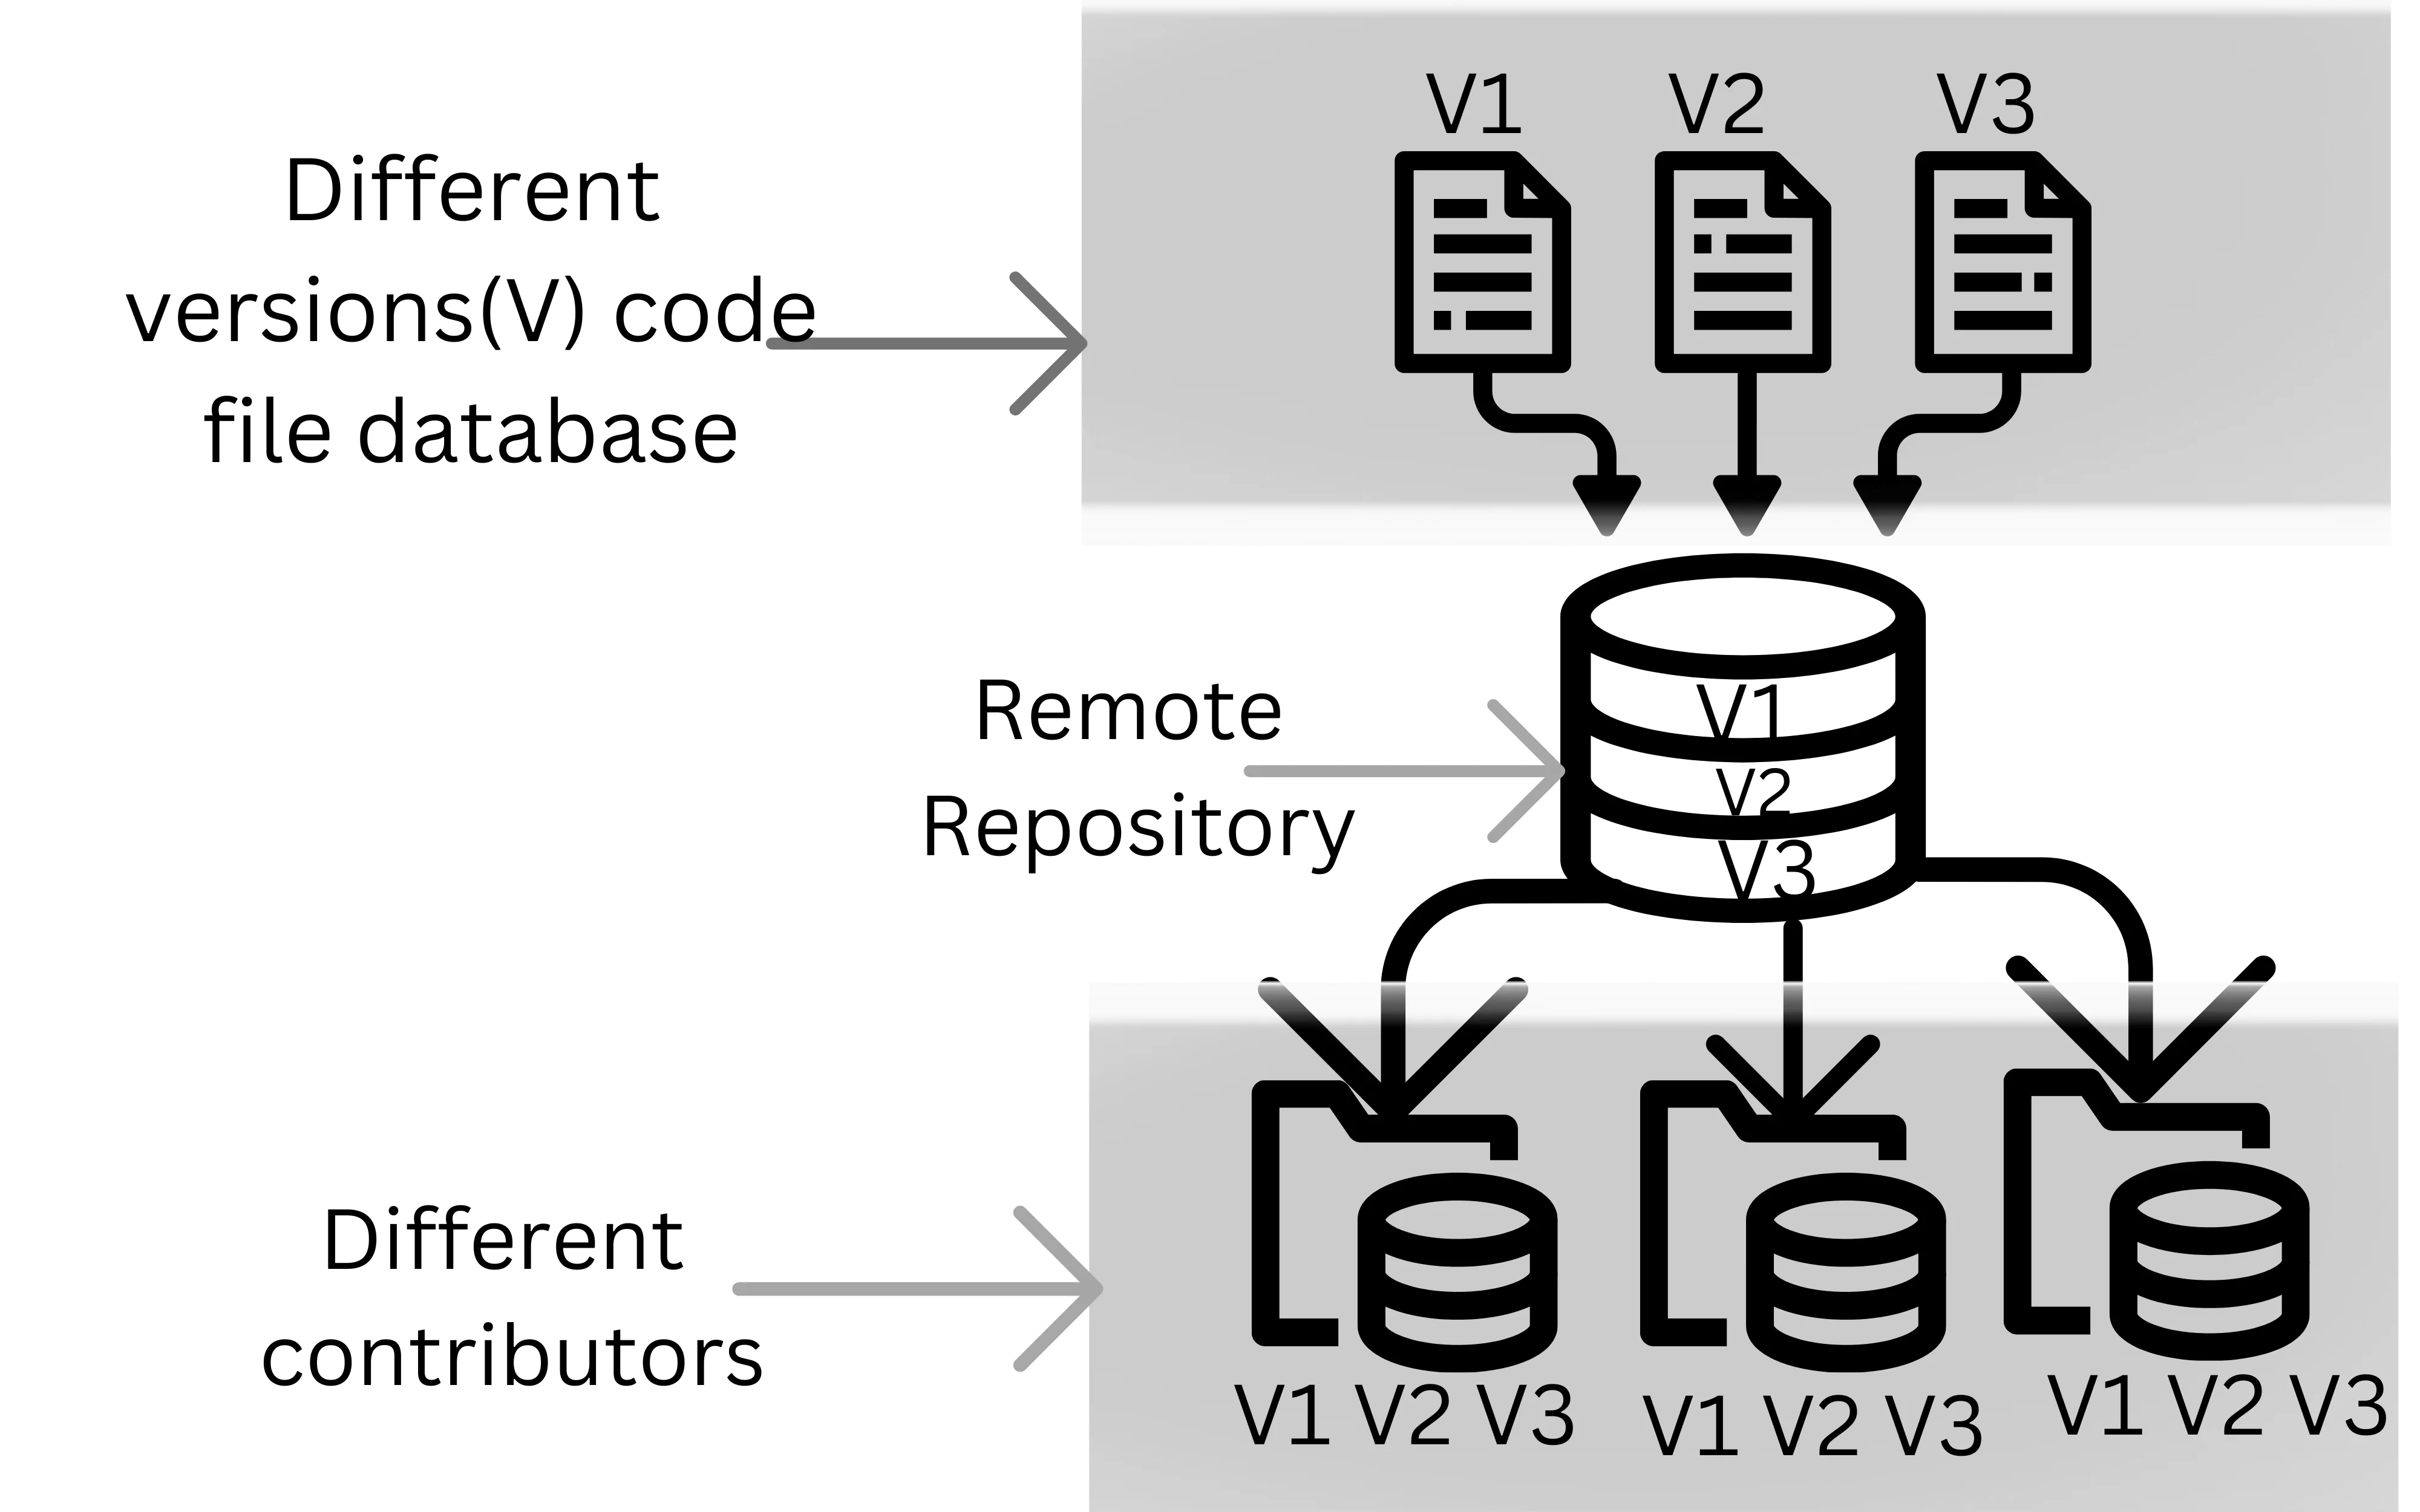 V1 V2 V3
Different
versions(V) code
file database
Remote
Repository
V1
V2
V3
Different
contributors
V1 V2 V3
V1 V2 V3
V1 V2 V3